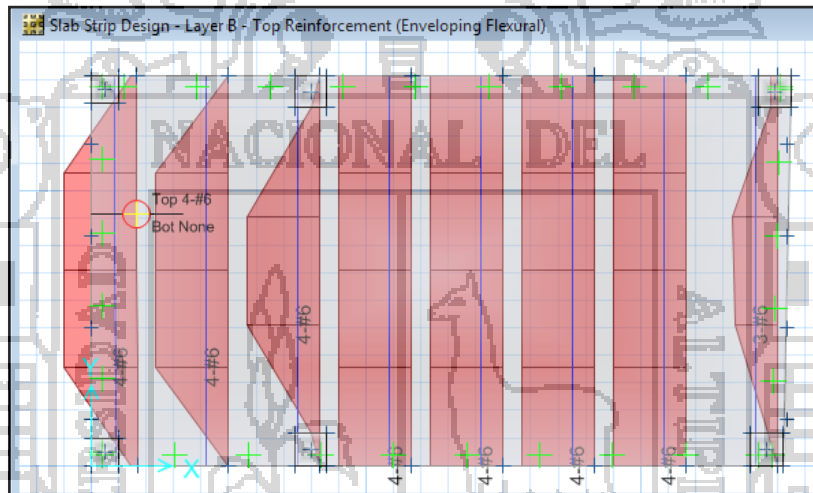 Slab Strip Design - Layer B - Top Reinforcement (Enveloping Flexural)
NACIONAL DEL
Top 4-#6
Bot None
4-#6
4-#6
4-#6
3-#6
4-#6
4-#6
4-#6
4-#6
Y
X